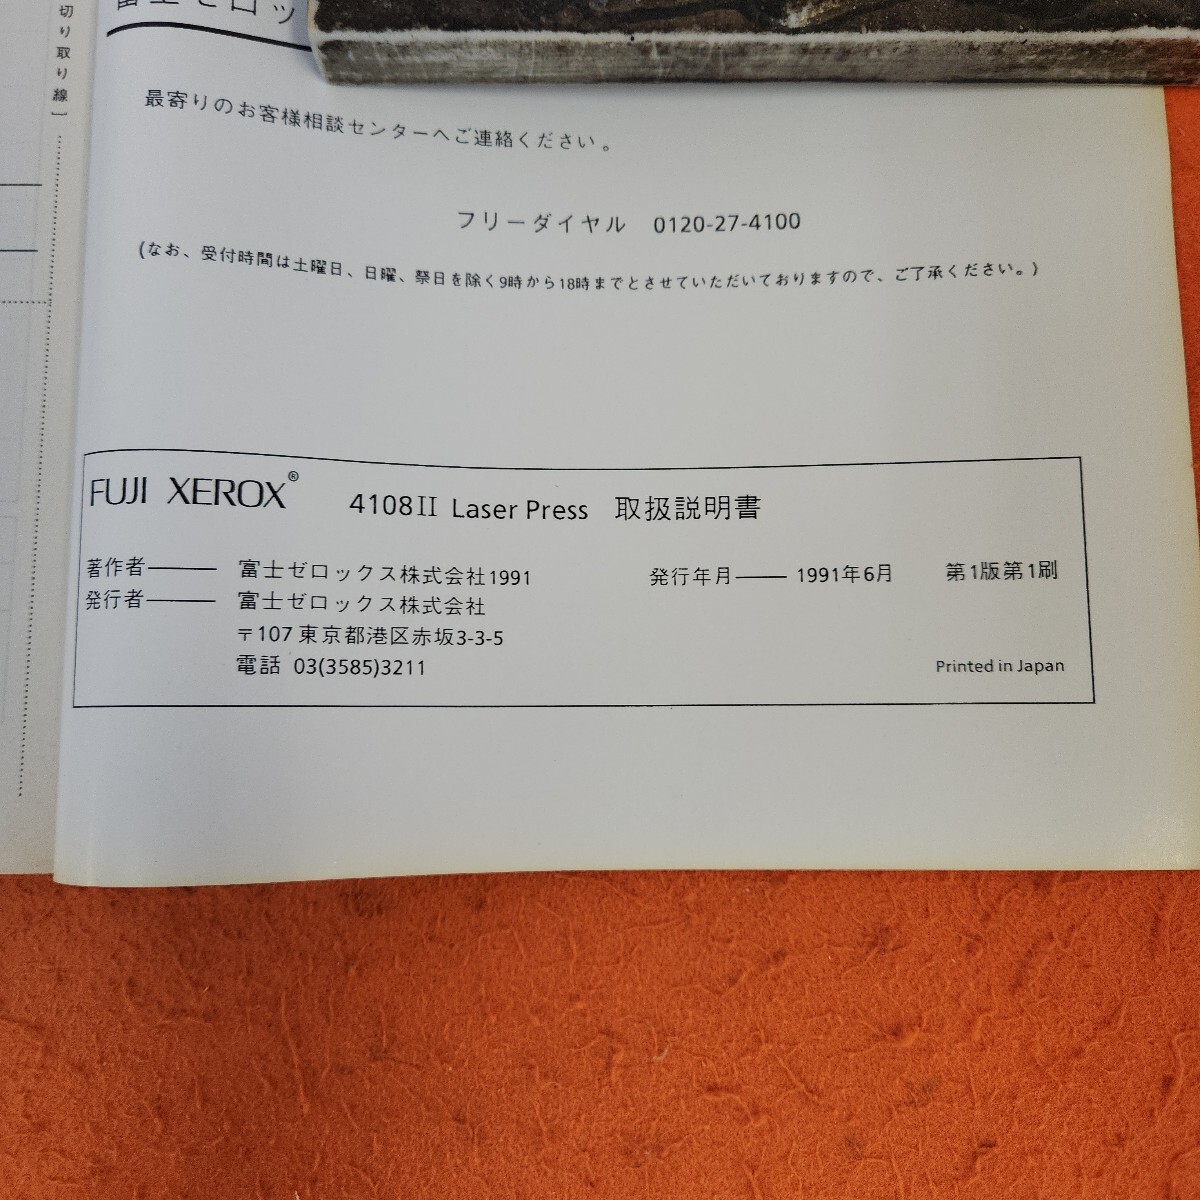 切り取り線]
富士ゼロッ
最寄りのお客様相談センターへご連絡ください。
フリーダイヤル 0120-27-4100
(なお、受付時間は土曜日、日曜、祭日を除く9時から18時までとさせていただいておりますので、ご了承ください。)
FUJI XEROX® 4108II Laser Press 取扱説明書
著作者── 富士ゼロックス株式会社1991 発行年月── 1991年6月 第1版第1刷
発行者── 富士ゼロックス株式会社
〒107 東京都港区赤坂3-3-5
電話 03(3585)3211 Printed in Japan